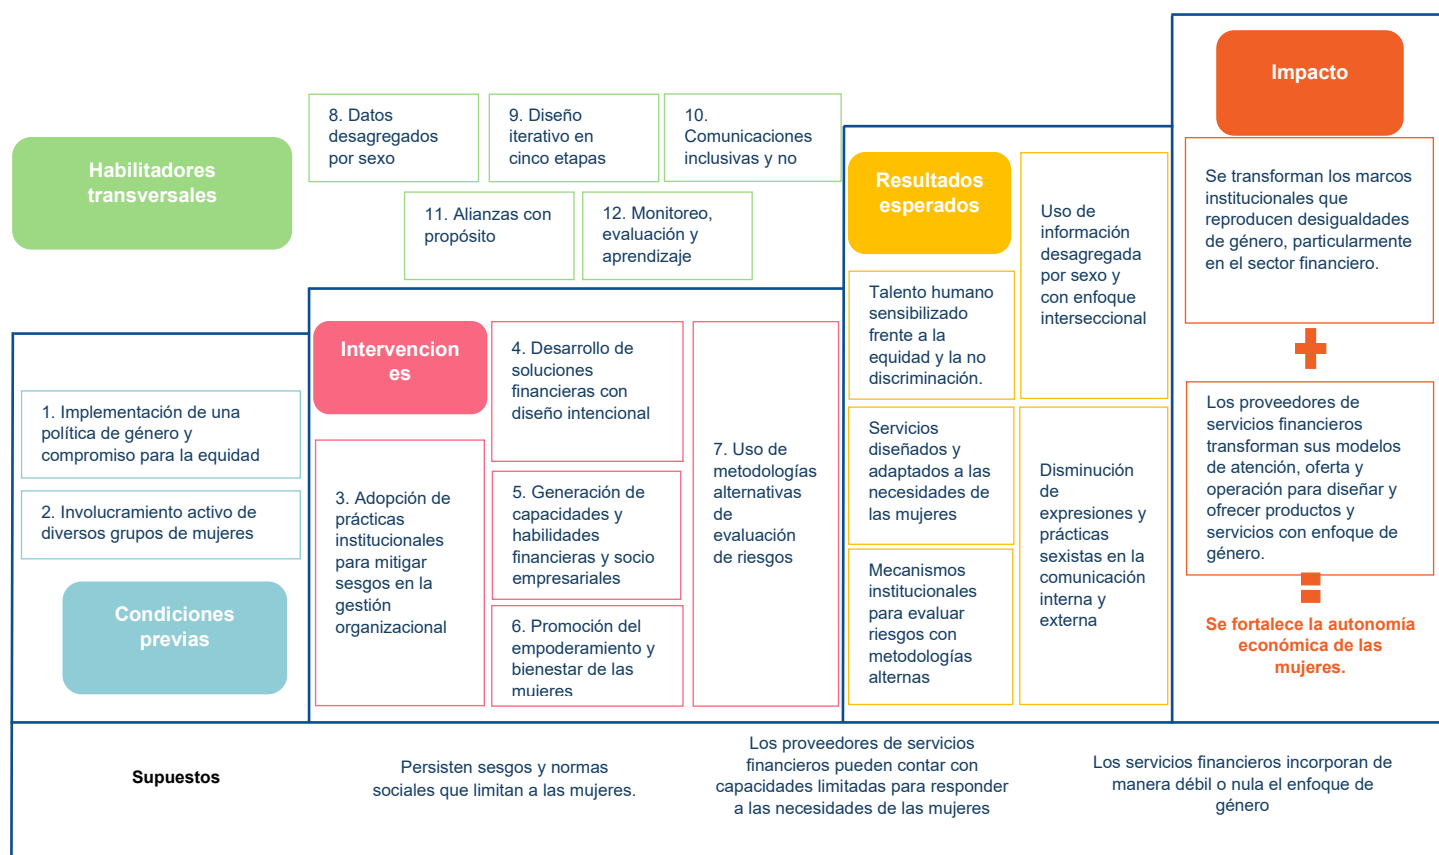 Habilitadores
transversales
8. Datos
desagregados
por sexo
9. Diseño
iterativo en
cinco etapas
10.
Comunicaciones
inclusivas y no
11. Alianzas con
propósito
12. Monitoreo,
evaluación y
aprendizaje
1. Implementación de una
política de género y
compromiso para la equidad
2. Involucramiento activo de
diversos grupos de mujeres
Condiciones
previas
Intervencion
es
3. Adopción de
prácticas
institucionales
para mitigar
sesgos en la
gestión
organizacional
4. Desarrollo de
soluciones
financieras con
diseño intencional
5. Generación de
capacidades y
habilidades
financieras y socio
empresariales
6. Promoción del
empoderamiento y
bienestar de las
mujeres
7. Uso de
metodologías
alternativas
de
evaluación
de riesgos
Resultados
esperados
Talento humano
sensibilizado
frente a la
equidad y la no
discriminación.
Servicios
diseñados y
adaptados a las
necesidades de
las mujeres
Mecanismos
institucionales
para evaluar
riesgos con
metodologías
alternas
Uso de
información
desagregada
por sexo y
con enfoque
interseccional
Disminución
de
expresiones y
prácticas
sexistas en la
comunicación
interna y
externa
Impacto
Se transforman los marcos
institucionales que
reproducen desigualdades
de género, particularmente
en el sector financiero.
Los proveedores de
servicios financieros
transforman sus modelos
de atención, oferta y
operación para diseñar y
ofrecer productos y
servicios con enfoque de
género.
Se fortalece la autonomía
económica de las
mujeres.
Supuestos
Persisten sesgos y normas
sociales que limitan a las mujeres.
Los proveedores de servicios
financieros pueden contar con
capacidades limitadas para responder
a las necesidades de las mujeres
Los servicios financieros incorporan de
manera débil o nula el enfoque de
género